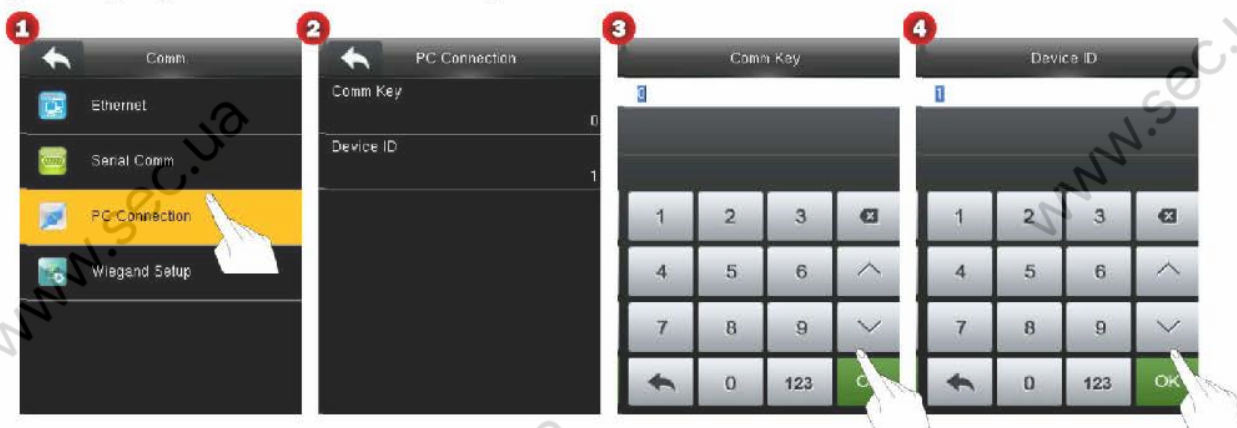 1
Comm.
Ethernet
Serial Comm
PC Connection
Wiegand Setup
2
PC Connection
Comm Key
0
Device ID
1
3
Comm Key
0
1 2 3
4 5 6
7 8 9
0 123
4
Device ID
1
1 2 3
4 5 6
7 8 9
0 123 OK
www.sec.ua
www.sec.u